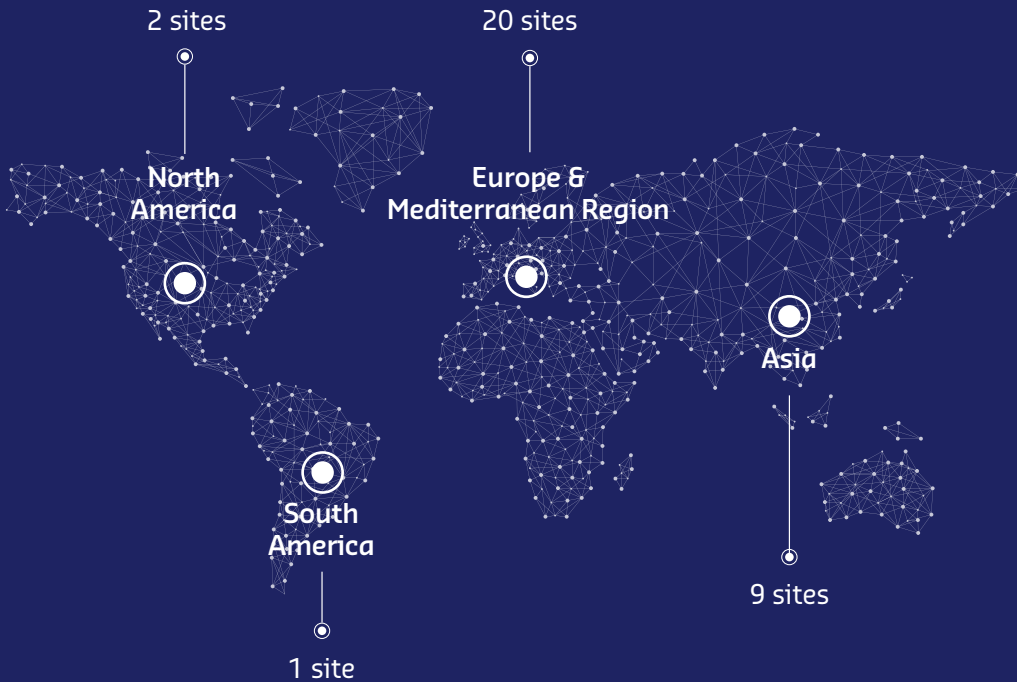 2 sites
20 sites
North
America
Europe &
Mediterranean Region
Asia
South
America
9 sites
1 site